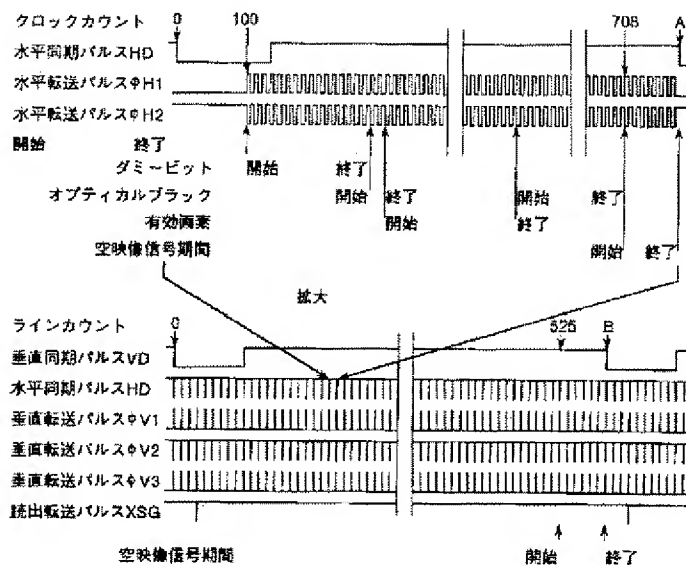 クロックカウント 0 100 708 A
水平同期パルスHD
水平転送パルスΦH1
水平転送パルスΦH2
開始 終了
ダミービット 開始 終了
オプティカルブラック 開始 終了 開始 終了
有効画素 開始 終了
空映像信号期間 開始 終了
拡大
ラインカウント 0 525 B
垂直同期パルスVD
水平同期パルスHD
垂直転送パルスΦV1
垂直転送パルスΦV2
垂直転送パルスΦV3
読出転送パルスXSG
空映像信号期間 開始 終了